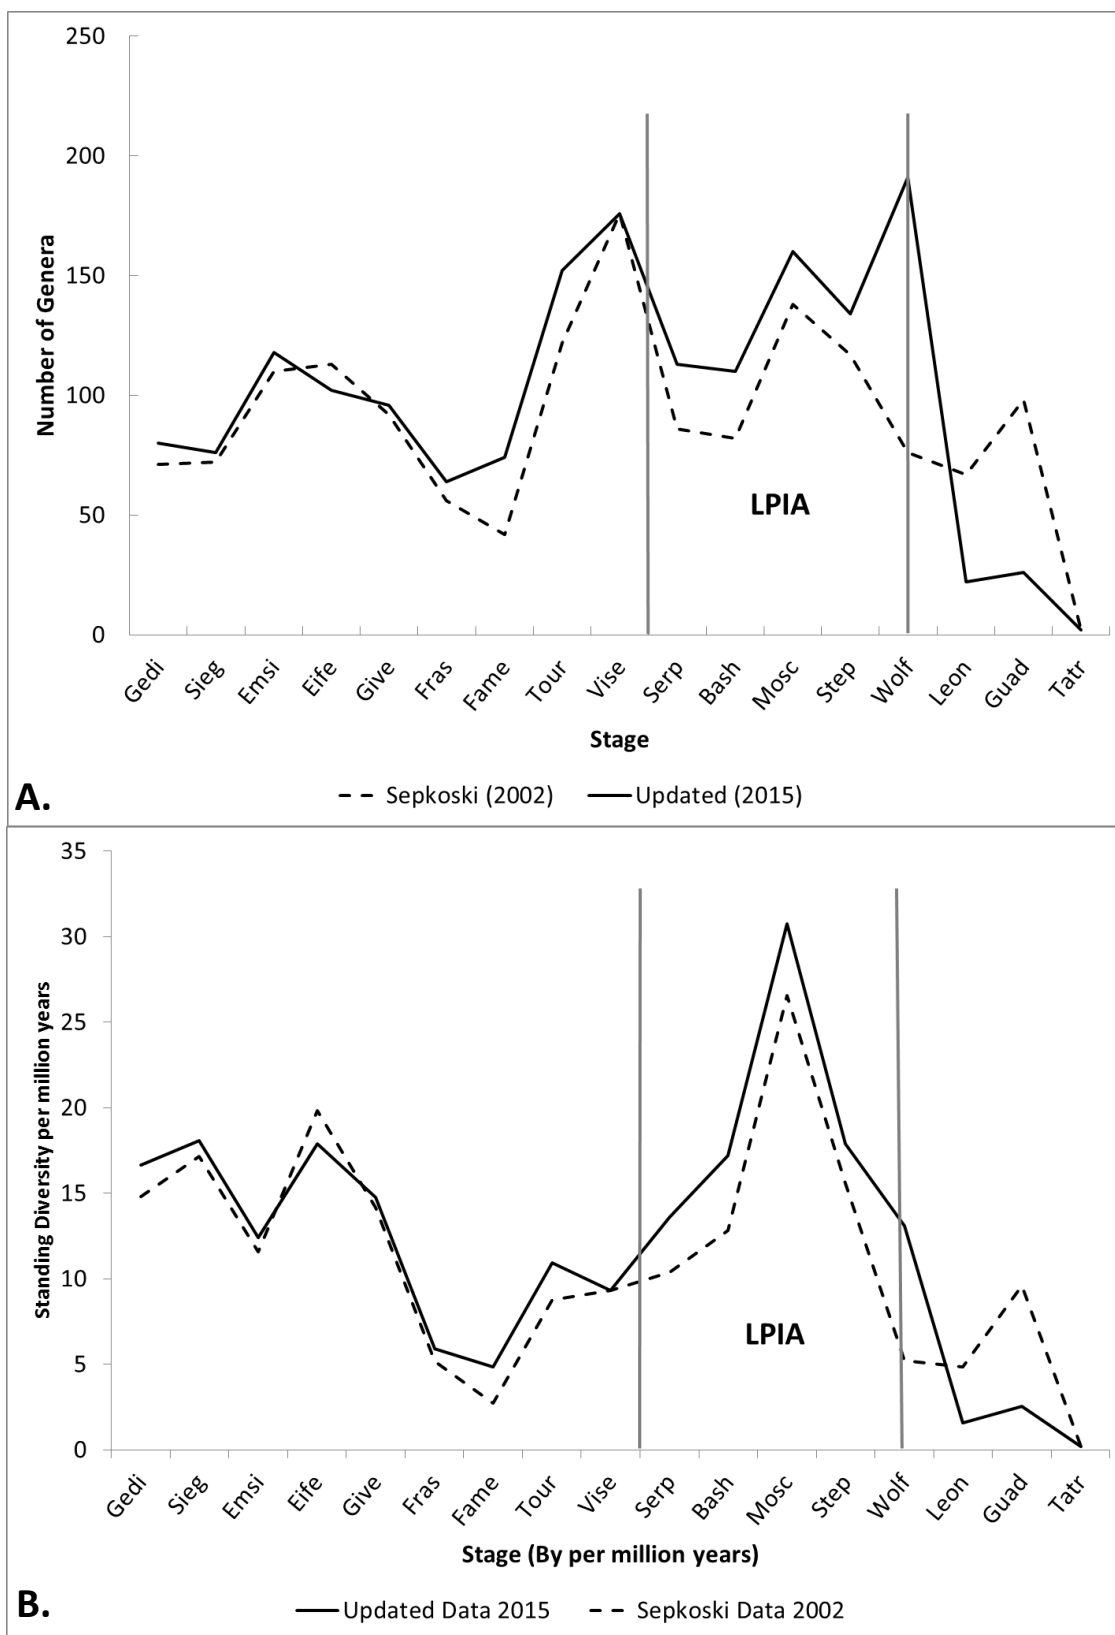 250
200
150
100
50
0
Number of Genera
LPIA
Gedi Sieg Emsi Eife Give Fras Fame Tour Vise Serp Bash Mosc Step Wolf Leon Guad Tatr
Stage
A.
Sepkoski (2002) Updated (2015)
35
30
25
20
15
10
5
0
Standing Diversity per million years
LPIA
Gedi Sieg Emsi Eife Give Fras Fame Tour Vise Serp Bash Mosc Step Wolf Leon Guad Tatr
Stage (By per million years)
B.
Updated Data 2015 Sepkoski Data 2002